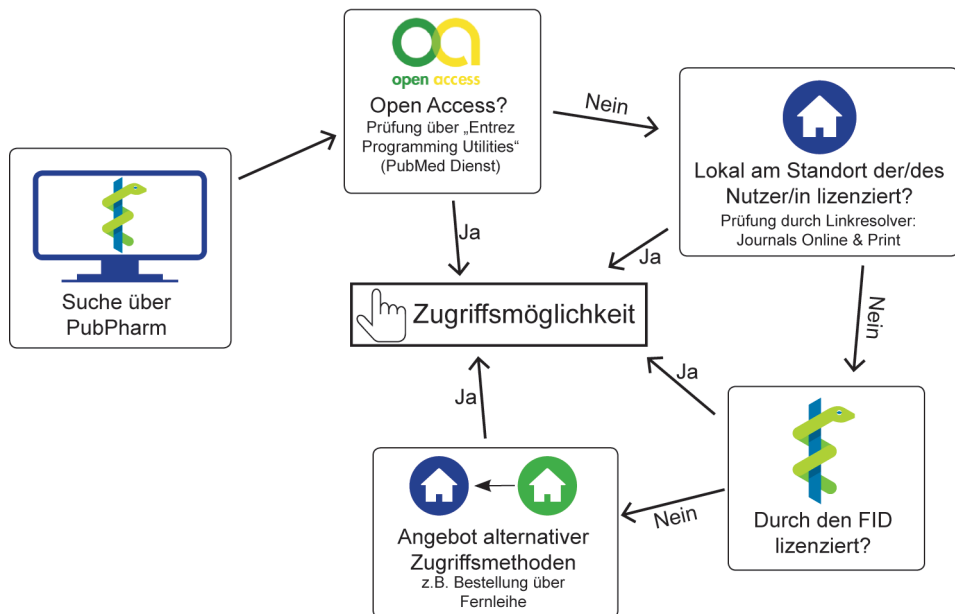 Suche über
PubPharm
open access
Open Access?
Prüfung über „Entrez
Programming Utilities“
(PubMed Dienst)
Nein
Lokal am Standort der/des
Nutzer/in lizenziert?
Prüfung durch Linkresolver:
Journals Online & Print
Ja
Ja
Zugriffsmöglichkeit
Nein
Ja
Durch den FID
lizenziert?
Nein
Ja
Angebot alternativer
Zugriffsmethoden
z.B. Bestellung über
Fernleihe